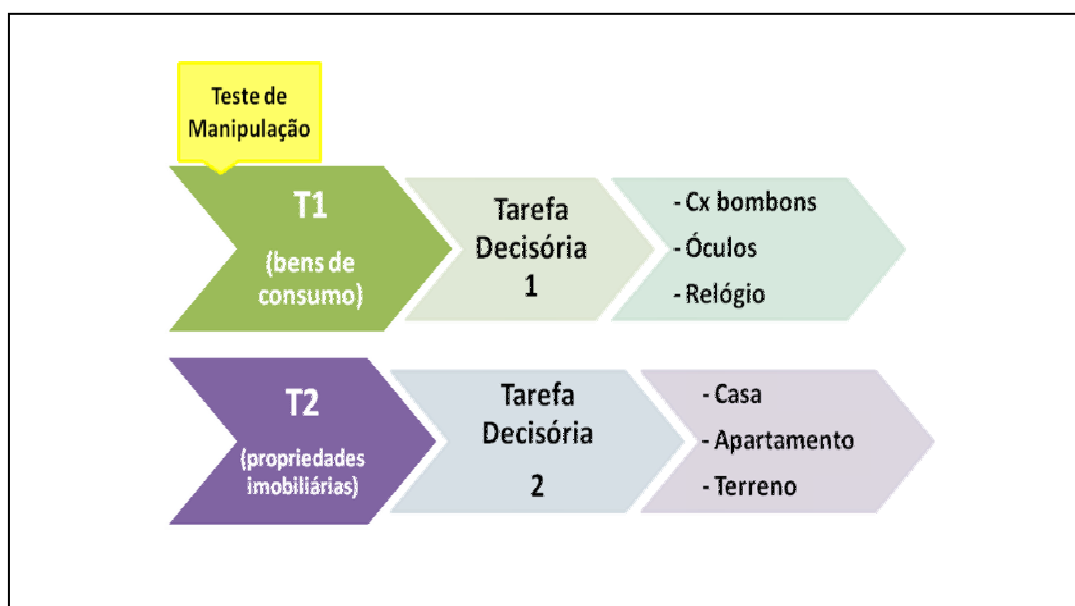 Teste de
Manipulação
T1
(bens de
consumo)
Tarefa
Decisória
1
- Cx bombons
- Óculos
- Relógio
T2
(propriedades
imobiliárias)
Tarefa
Decisória
2
- Casa
- Apartamento
- Terreno